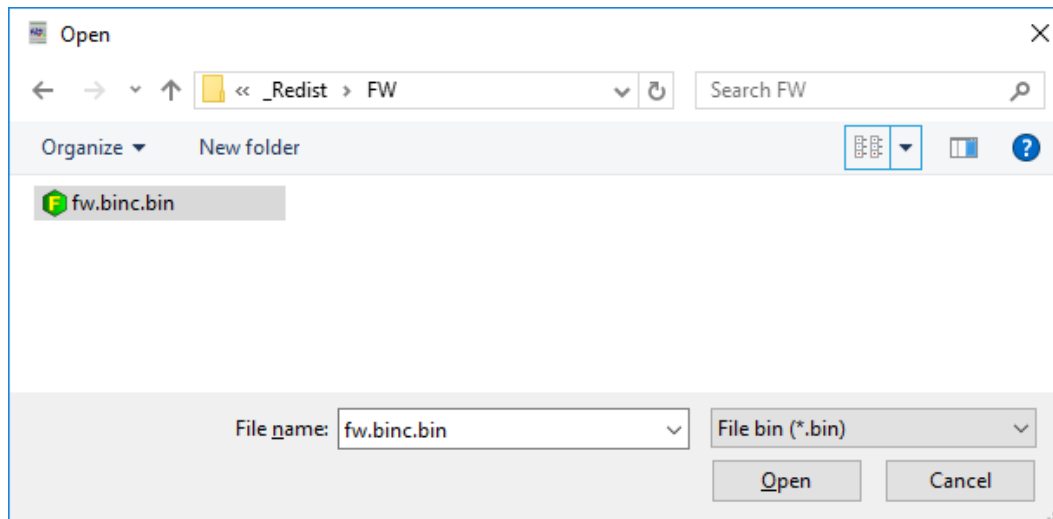 Open
« _Redist > FW
Search FW
Organize
New folder
?
fw.binc.bin
File name:
fw.binc.bin
File bin (*.bin)
Open
Cancel